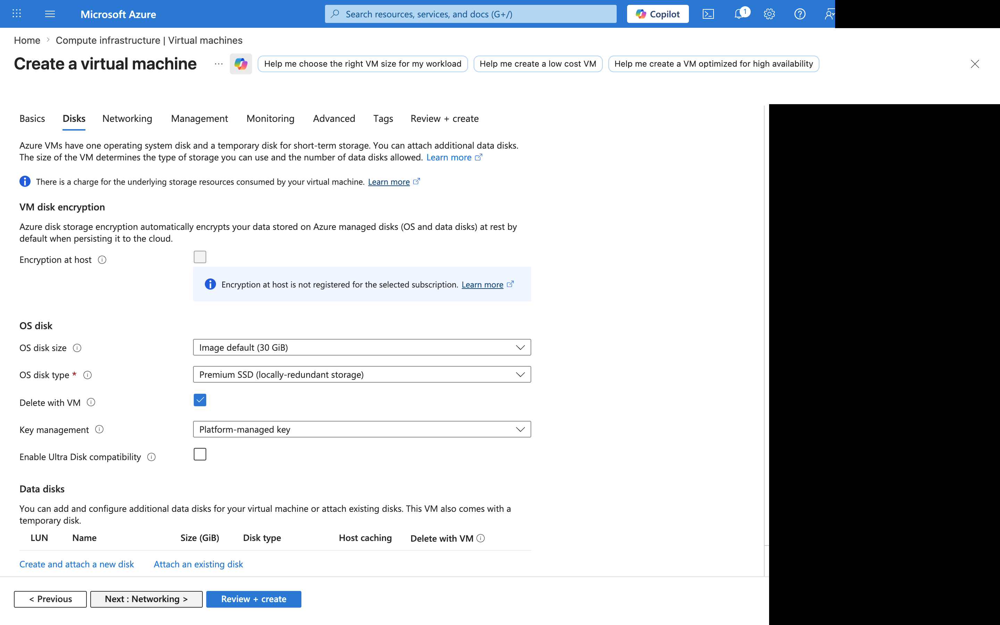 Microsoft Azure
Search resources, services, and docs (G+/)
Copilot
1
Home > Compute infrastructure | Virtual machines
Create a virtual machine
...
Help me choose the right VM size for my workload
Help me create a low cost VM
Help me create a VM optimized for high availability
Basics
Disks
Networking
Management
Monitoring
Advanced
Tags
Review + create
Azure VMs have one operating system disk and a temporary disk for short-term storage. You can attach additional data disks.
The size of the VM determines the type of storage you can use and the number of data disks allowed. Learn more
There is a charge for the underlying storage resources consumed by your virtual machine. Learn more
VM disk encryption
Azure disk storage encryption automatically encrypts your data stored on Azure managed disks (OS and data disks) at rest by
default when persisting it to the cloud.
Encryption at host
Encryption at host is not registered for the selected subscription. Learn more
OS disk
OS disk size
Image default (30 GiB)
OS disk type *
Premium SSD (locally-redundant storage)
Delete with VM
Key management
Platform-managed key
Enable Ultra Disk compatibility
Data disks
You can add and configure additional data disks for your virtual machine or attach existing disks. This VM also comes with a
temporary disk.
LUN
Name
Size (GiB)
Disk type
Host caching
Delete with VM
Create and attach a new disk
Attach an existing disk
< Previous
Next : Networking >
Review + create